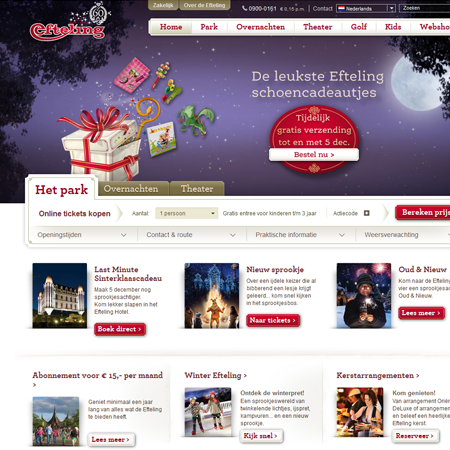 Zakelijk
Over de Efteling
0900-0161
€ 0,10 p.m.
Contact
Nederlands
Zoeken
60
Efteling
Home
Park
Overnachten
Theater
Golf
Kids
Websho
De leukste Efteling
schoencadeautjes
Tijdelijk
gratis verzending
tot en met 5 dec.
Bestel nu >
Het park
Overnachten
Theater
Online tickets kopen
Aantal:
1 persoon
Gratis entree voor kinderen t/m 3 jaar
Actiecode
Bereken prijs
Openingstijden
Contact & route
Praktische informatie
Weersverwachting
Last Minute
Sinterklaascadeau
Maak 5 december nog
sprookjesachtiger.
Kom lekker slapen in het
Efteling Hotel.
Boek direct >
Nieuw sprookje
Over een ijdele keizer die al
bibberend een lesje krijgt
geleerd... kom snel kijken
in het sprookjesbos.
Naar tickets >
Oud & Nieuw
Kom naar de Efteling
vier een sprookjesa
Oud & Nieuw.
Lees meer >
Abonnement voor € 15,- per maand
>
Geniet minimaal een jaar
lang van alles wat de Efteling
te bieden heeft.
Lees meer >
Winter Efteling >
Ontdek de winterpret!
Een sprookjeswereld van
twinkelende lichtjes, ijspret,
kampvuren... en een nieuw
sprookje.
Kijk snel >
Kerstarrangementen >
Kom genieten!
Van arrangement Orië
DeLuxe of arrangement
en beleef een heerlijke
Efteling kerst.
Reserveer >